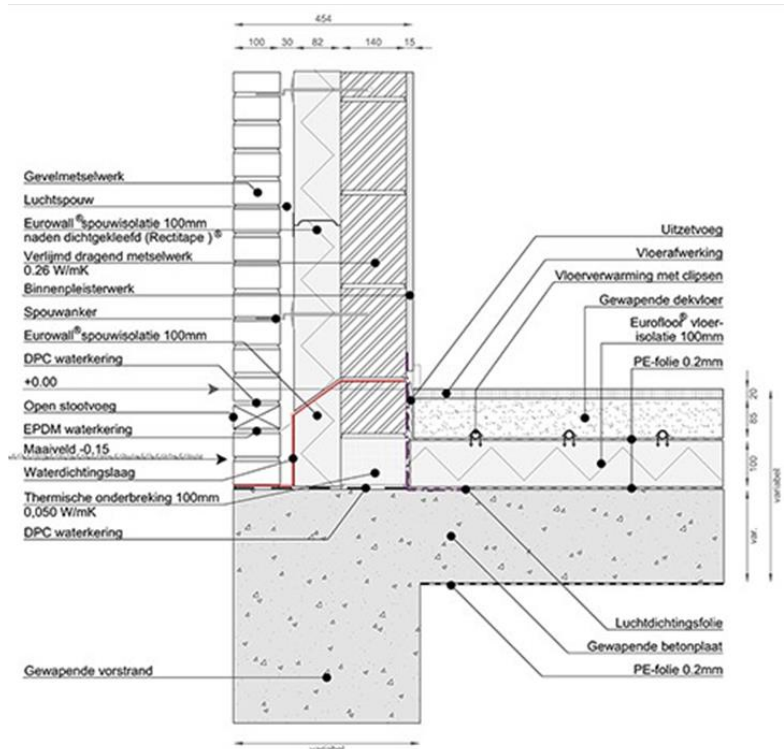 454
100 30 82 140 15
Gevelmetselwerk
Luchtspouw
Eurowall® spouwisolatie 100mm
naden dichtgekleefd (Rectitape )®
Verlijmd dragend metselwerk
0.26 W/mK
Binnenpleisterwerk
Spouwanker
Eurowall® spouwisolatie 100mm
DPC waterkering
+0.00
Open stootvoeg
EPDM waterkering
Maaiveld -0,15
Waterdichtingslaag
Thermische onderbreking 100mm
0,050 W/mK
DPC waterkering
Gewapende vorstrand
Uitzetvoeg
Vloerafwerking
Vloerverwarming met clipsen
Gewapende dekvloer
Eurofloor® vloer-
isolatie 100mm
PE-folie 0.2mm
20
85
100
var.
variabel
Luchtdichtingsfolie
Gewapende betonplaat
PE-folie 0.2mm
variabel